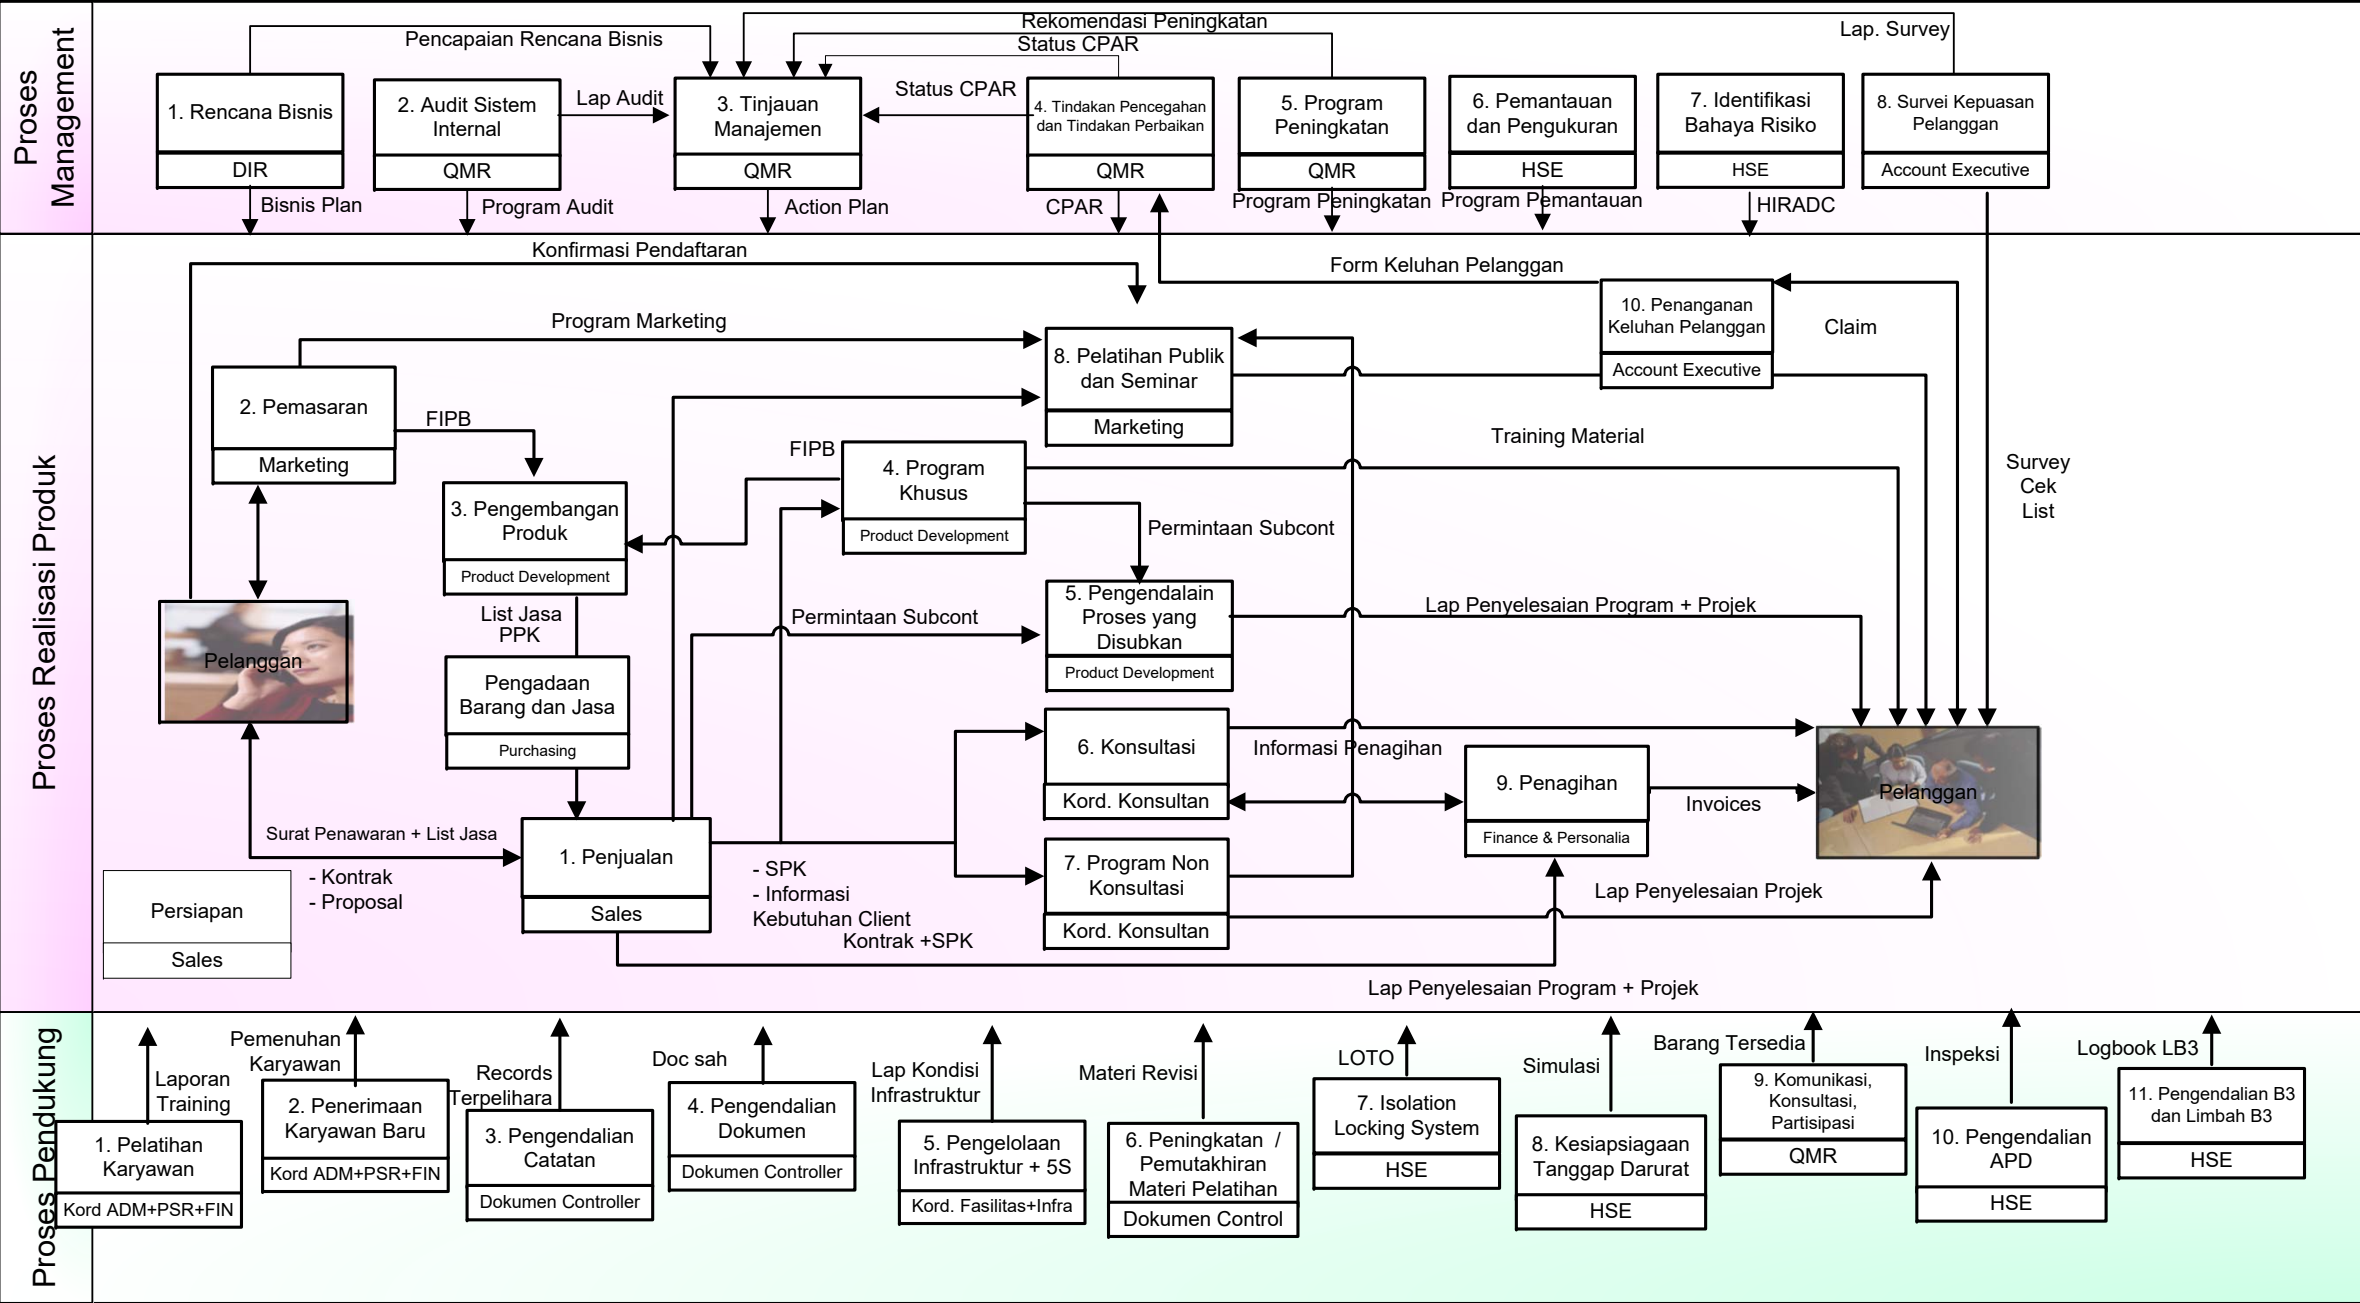 Proses
Management
Rekomendasi Peningkatan
Pencapaian Rencana Bisnis
Status CPAR
Lap. Survey
1. Rencana Bisnis
DIR
Bisnis Plan
2. Audit Sistem
Internal
QMR
Program Audit
Lap Audit
3. Tinjauan
Manajemen
QMR
Action Plan
Status CPAR
4. Tindakan Pencegahan
dan Tindakan Perbaikan
QMR
CPAR
5. Program
Peningkatan
QMR
Program Peningkatan
6. Pemantauan
dan Pengukuran
HSE
Program Pemantauan
7. Identifikasi
Bahaya Risiko
HSE
HIRADC
8. Survei Kepuasan
Pelanggan
Account Executive
Proses Realisasi Produk
Konfirmasi Pendaftaran
Form Keluhan Pelanggan
10. Penanganan
Keluhan Pelanggan
Account Executive
Claim
Program Marketing
8. Pelatihan Publik
dan Seminar
Marketing
2. Pemasaran
Marketing
FIPB
FIPB
4. Program
Khusus
Product Development
Training Material
Survey
Cek
List
3. Pengembangan
Produk
Product Development
Permintaan Subcont
List Jasa
PPK
Permintaan Subcont
5. Pengendalain
Proses yang
Disubkan
Product Development
Lap Penyelesaian Program + Projek
Pelanggan
Pengadaan
Barang dan Jasa
Purchasing
6. Konsultasi
Kord. Konsultan
Informasi Penagihan
9. Penagihan
Finance & Personalia
Invoices
Pelanggan
Surat Penawaran + List Jasa
- Kontrak
- Proposal
1. Penjualan
Sales
- SPK
- Informasi
Kebutuhan Client
Kontrak +SPK
7. Program Non
Konsultasi
Kord. Konsultan
Lap Penyelesaian Projek
Persiapan
Sales
Lap Penyelesaian Program + Projek
Proses Pendukung
Laporan
Training
1. Pelatihan
Karyawan
Kord ADM+PSR+FIN
Pemenuhan
Karyawan
2. Penerimaan
Karyawan Baru
Kord ADM+PSR+FIN
Records
Terpelihara
3. Pengendalian
Catatan
Dokumen Controller
Doc sah
4. Pengendalian
Dokumen
Dokumen Controller
Lap Kondisi
Infrastruktur
5. Pengelolaan
Infrastruktur + 5S
Kord. Fasilitas+Infra
Materi Revisi
6. Peningkatan /
Pemutakhiran
Materi Pelatihan
Dokumen Control
LOTO
7. Isolation
Locking System
HSE
Simulasi
8. Kesiapsiagaan
Tanggap Darurat
HSE
Barang Tersedia
9. Komunikasi,
Konsultasi,
Partisipasi
QMR
Inspeksi
10. Pengendalian
APD
HSE
Logbook LB3
11. Pengendalian B3
dan Limbah B3
HSE